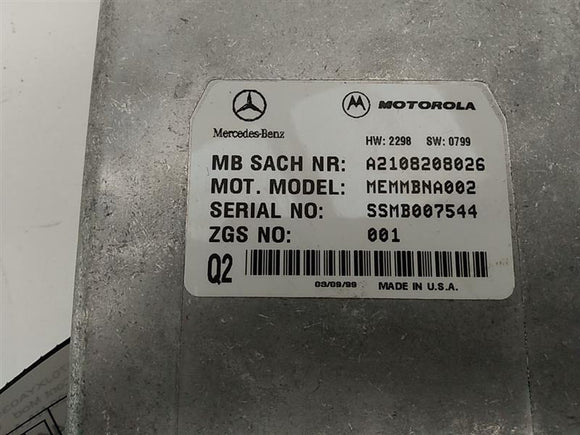 Mercedes-Benz
MOTOROLA
HW: 2298 SW: 0799
MB SACH NR: A2108208026
MOT. MODEL: MEMMBNA002
SERIAL NO: SSMB007544
ZGS NO: 001
Q2
03/09/99 MADE IN U.S.A.